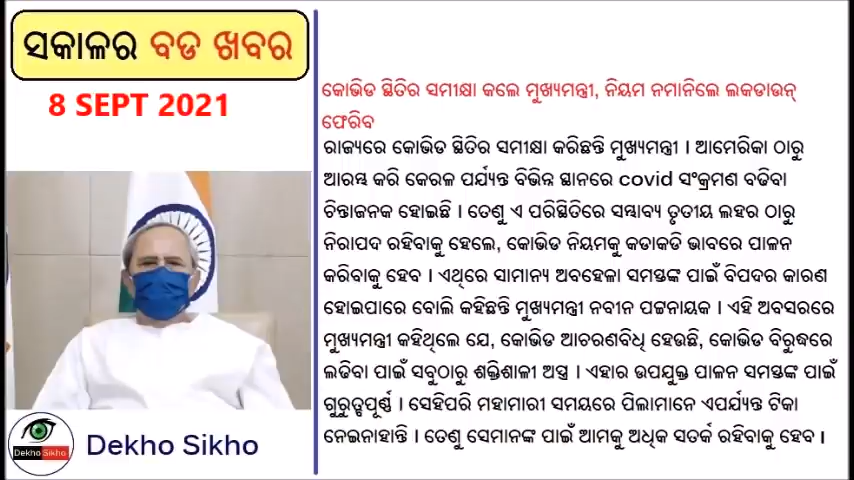 ସକାଳର ବଡ ଖବର
8 SEPT 2021
କୋଭିଡ ସ୍ଥିତିର ସମୀକ୍ଷା କଲେ ମୁଖ୍ୟମନ୍ତ୍ରୀ, ନିୟମ ନମାନିଲେ ଲକଡାଉନ୍
ଫେରିବ
ରାଜ୍ୟରେ କୋଭିଡ ସ୍ଥିତିର ସମୀକ୍ଷା କରିଛନ୍ତି ମୁଖ୍ୟମନ୍ତ୍ରୀ । ଆମେରିକା ଠାରୁ
ଆରମ୍ଭ କରି କେରଳ ପର୍ଯ୍ୟନ୍ତ ବିଭିନ୍ନ ସ୍ଥାନରେ covid ସଂକ୍ରମଣ ବଢିବା
ଚିନ୍ତାଜନକ ହୋଇଛି । ତେଣୁ ଏ ପରିସ୍ଥିତିରେ ସମ୍ଭାବ୍ୟ ତୃତୀୟ ଲହର ଠାରୁ
ନିରାପଦ ରହିବାକୁ ହେଲେ, କୋଭିଡ ନିୟମକୁ କଡାକଡି ଭାବରେ ପାଳନ
କରିବାକୁ ହେବ । ଏଥିରେ ସାମାନ୍ୟ ଅବହେଳା ସମସ୍ତଙ୍କ ପାଇଁ ବିପଦର କାରଣ
ହୋଇପାରେ ବୋଲି କହିଛନ୍ତି ମୁଖ୍ୟମନ୍ତ୍ରୀ ନବୀନ ପଟ୍ଟନାୟକ । ଏହି ଅବସରରେ
ମୁଖ୍ୟମନ୍ତ୍ରୀ କହିଥିଲେ ଯେ, କୋଭିଡ ଆଚରଣବିଧି ହେଉଛି, କୋଭିଡ ବିରୁଦ୍ଧରେ
ଲଢିବା ପାଇଁ ସବୁଠାରୁ ଶକ୍ତିଶାଳୀ ଅସ୍ତ୍ର । ଏହାର ଉପଯୁକ୍ତ ପାଳନ ସମସ୍ତଙ୍କ ପାଇଁ
ଗୁରୁତ୍ୱପୂର୍ଣ୍ଣ । ସେହିପରି ମହାମାରୀ ସମୟରେ ପିଲାମାନେ ଏପର୍ଯ୍ୟନ୍ତ ଟିକା
ନେଇନାହାନ୍ତି । ତେଣୁ ସେମାନଙ୍କ ପାଇଁ ଆମକୁ ଅଧିକ ସତର୍କ ରହିବାକୁ ହେବ ।
Dekho Sikho
Dekho Sikho